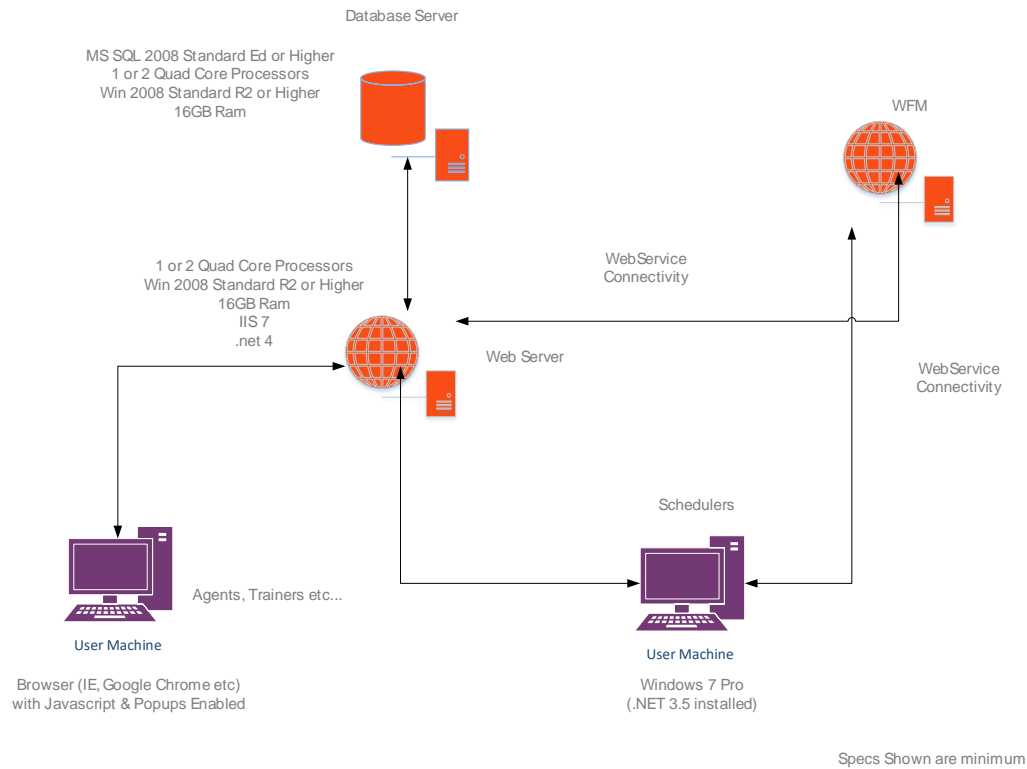 Database Server
MS SQL 2008 Standard Ed or Higher
1 or 2 Quad Core Processors
Win 2008 Standard R2 or Higher
16GB Ram
WFM
1 or 2 Quad Core Processors
Win 2008 Standard R2 or Higher
16GB Ram
IIS 7
.net 4
WebService
Connectivity
Web Server
WebService
Connectivity
Schedulers
Agents, Trainers etc...
User Machine
User Machine
Browser (IE, Google Chrome etc)
with Javascript & Popups Enabled
Windows 7 Pro
(.NET 3.5 installed)
Specs Shown are minimum